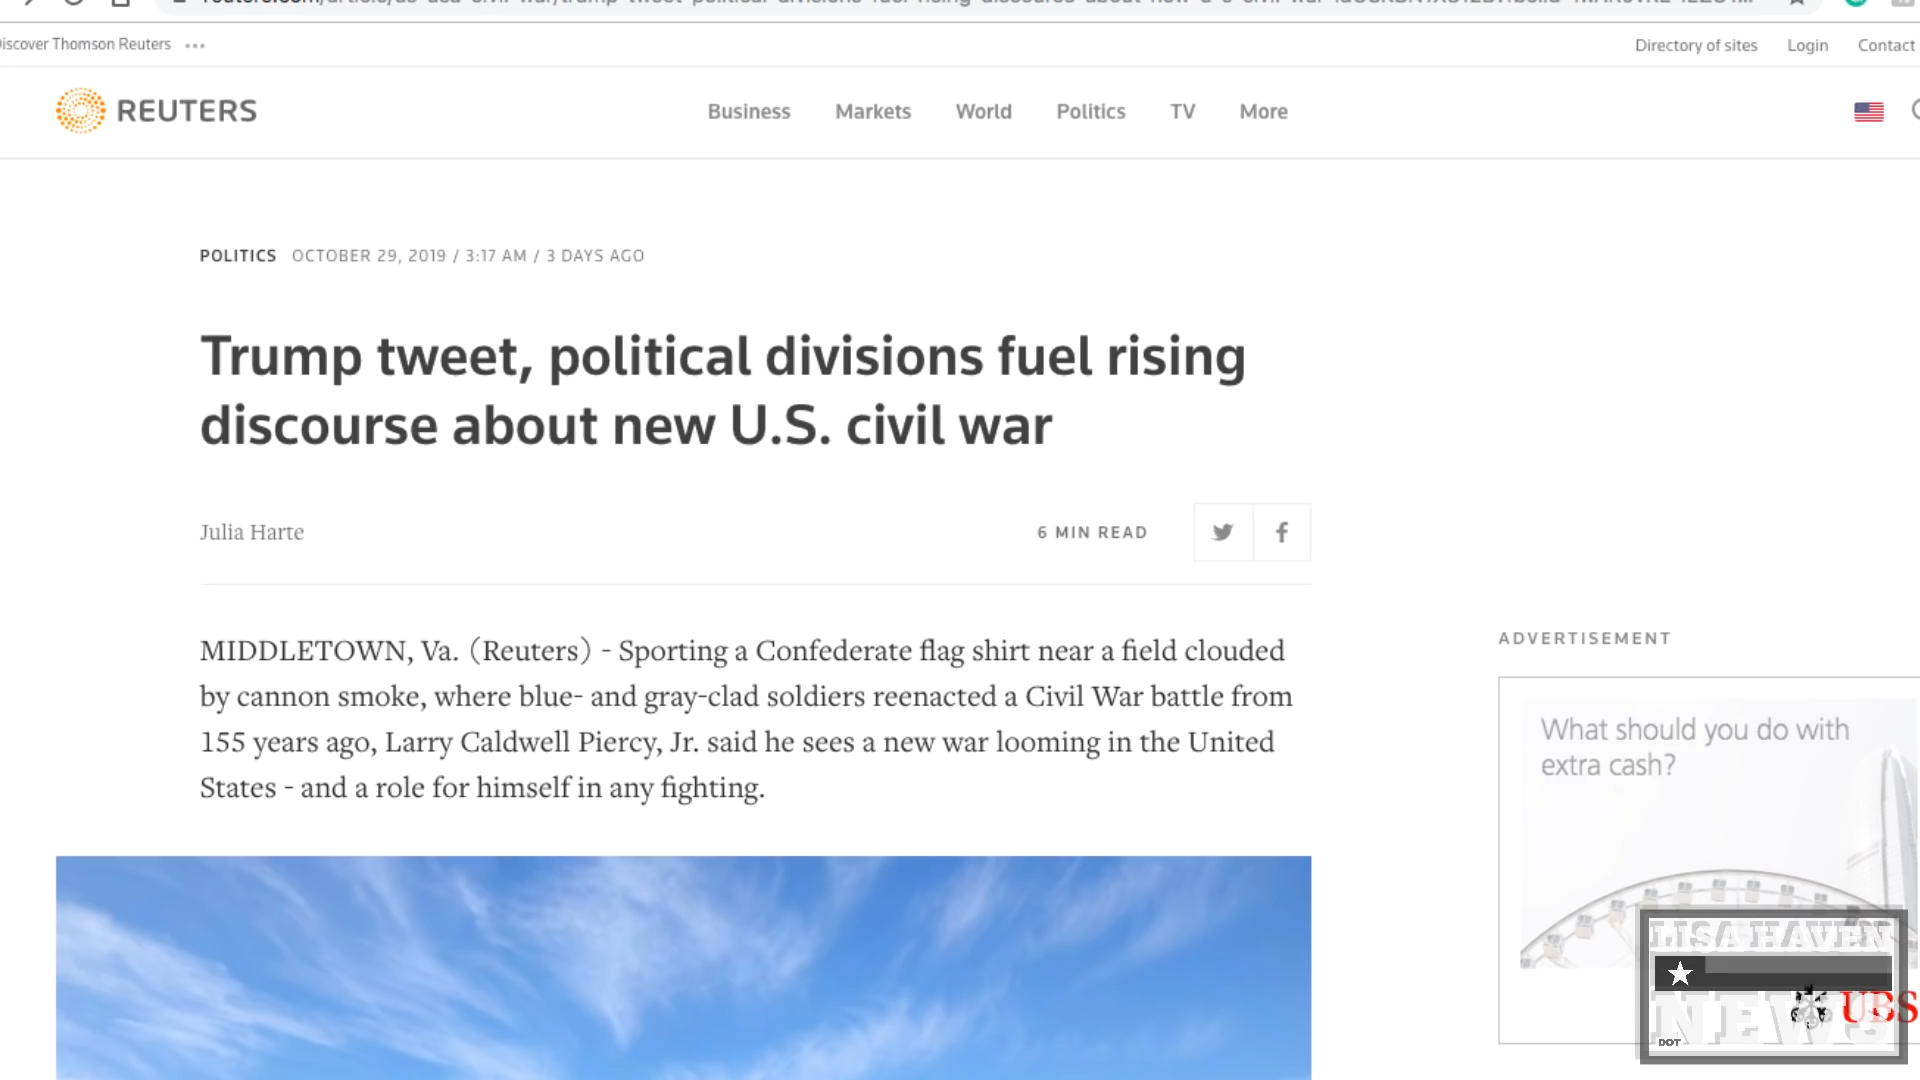 Discover Thomson Reuters
Directory of sites Login Contact
REUTERS
Business Markets World Politics TV More
POLITICS OCTOBER 29, 2019 / 3:17 AM / 3 DAYS AGO
Trump tweet, political divisions fuel rising
discourse about new U.S. civil war
Julia Harte
6 MIN READ
MIDDLETOWN, Va. (Reuters) - Sporting a Confederate flag shirt near a field clouded
by cannon smoke, where blue- and gray-clad soldiers reenacted a Civil War battle from
155 years ago, Larry Caldwell Piercy, Jr. said he sees a new war looming in the United
States - and a role for himself in any fighting.
ADVERTISEMENT
What should you do with
extra cash?
UBS
LISA HAVEN
NEWS
DOT